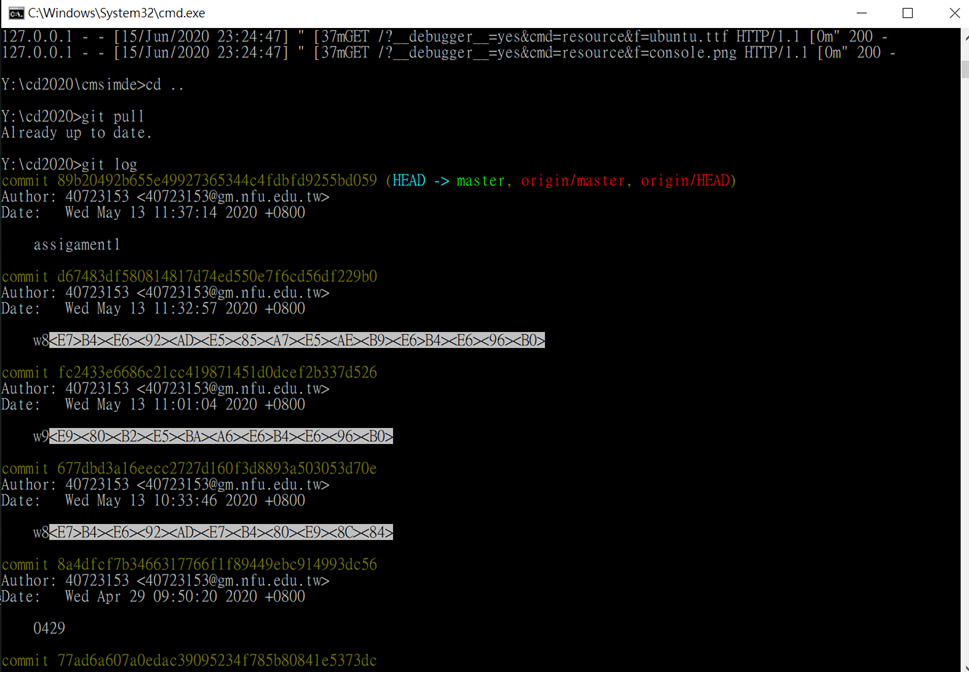 C:\Windows\System32\cmd.exe
127.0.0.1 - - [15/Jun/2020 23:24:47] " [37mGET /?__debugger__=yes&cmd=resource&f=ubuntu.ttf HTTP/1.1 [0m" 200 -
127.0.0.1 - - [15/Jun/2020 23:24:47] " [37mGET /?__debugger__=yes&cmd=resource&f=console.png HTTP/1.1 [0m" 200 -
Y:\cd2020\cmsimde>cd ..
Y:\cd2020>git pull
Already up to date.
Y:\cd2020>git log
commit 89b20492b655e49927365344c4fdbfd9255bd059 (HEAD -> master, origin/master, origin/HEAD)
Author: 40723153 <40723153@gm.nfu.edu.tw>
Date:   Wed May 13 11:37:14 2020 +0800
assigament1
commit d67483df580814817d74ed550e7f6cd56df229b0
Author: 40723153 <40723153@gm.nfu.edu.tw>
Date:   Wed May 13 11:32:57 2020 +0800
w8<E7>B4><E6><92><AD><E5><85><A7><E5><AE><B9><E6>B4><E6><96><B0>
commit fc2433e6686c21cc419871451d0dcef2b337d526
Author: 40723153 <40723153@gm.nfu.edu.tw>
Date:   Wed May 13 11:01:04 2020 +0800
w9<E9><80><B2><E5><BA><A6><E6>B4><E6><96><B0>
commit 677dbd3a16eecc2727d160f3d8893a503053d70e
Author: 40723153 <40723153@gm.nfu.edu.tw>
Date:   Wed May 13 10:33:46 2020 +0800
w8<E7>B4><E6><92><AD><E7><B4><80><E9><8C><84>
commit 8a4dfcf7b3466317766f1f89449ebc914993dc56
Author: 40723153 <40723153@gm.nfu.edu.tw>
Date:   Wed Apr 29 09:50:20 2020 +0800
0429
commit 77ad6a607a0edac39095234f785b80841e5373dc